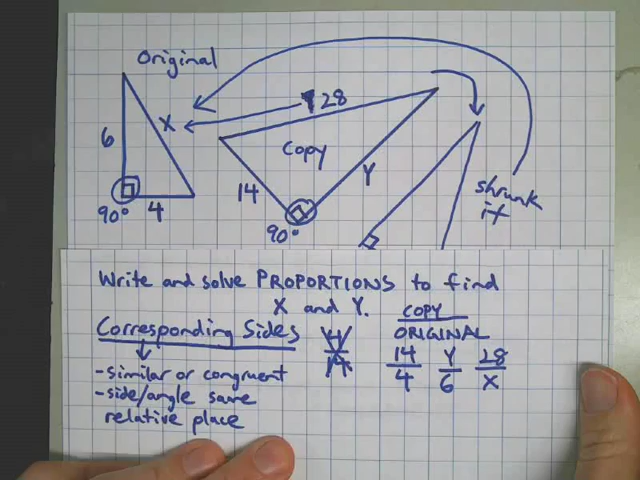 Original
6
X
90°
4
28
Copy
14
Y
90°
shrunk
it
Write and solve PROPORTIONS to find
X and Y.
Corresponding Sides
-similar or congruent
-side/angle same
relative place
COPY
ORIGINAL
14 Y 28
4 6 X